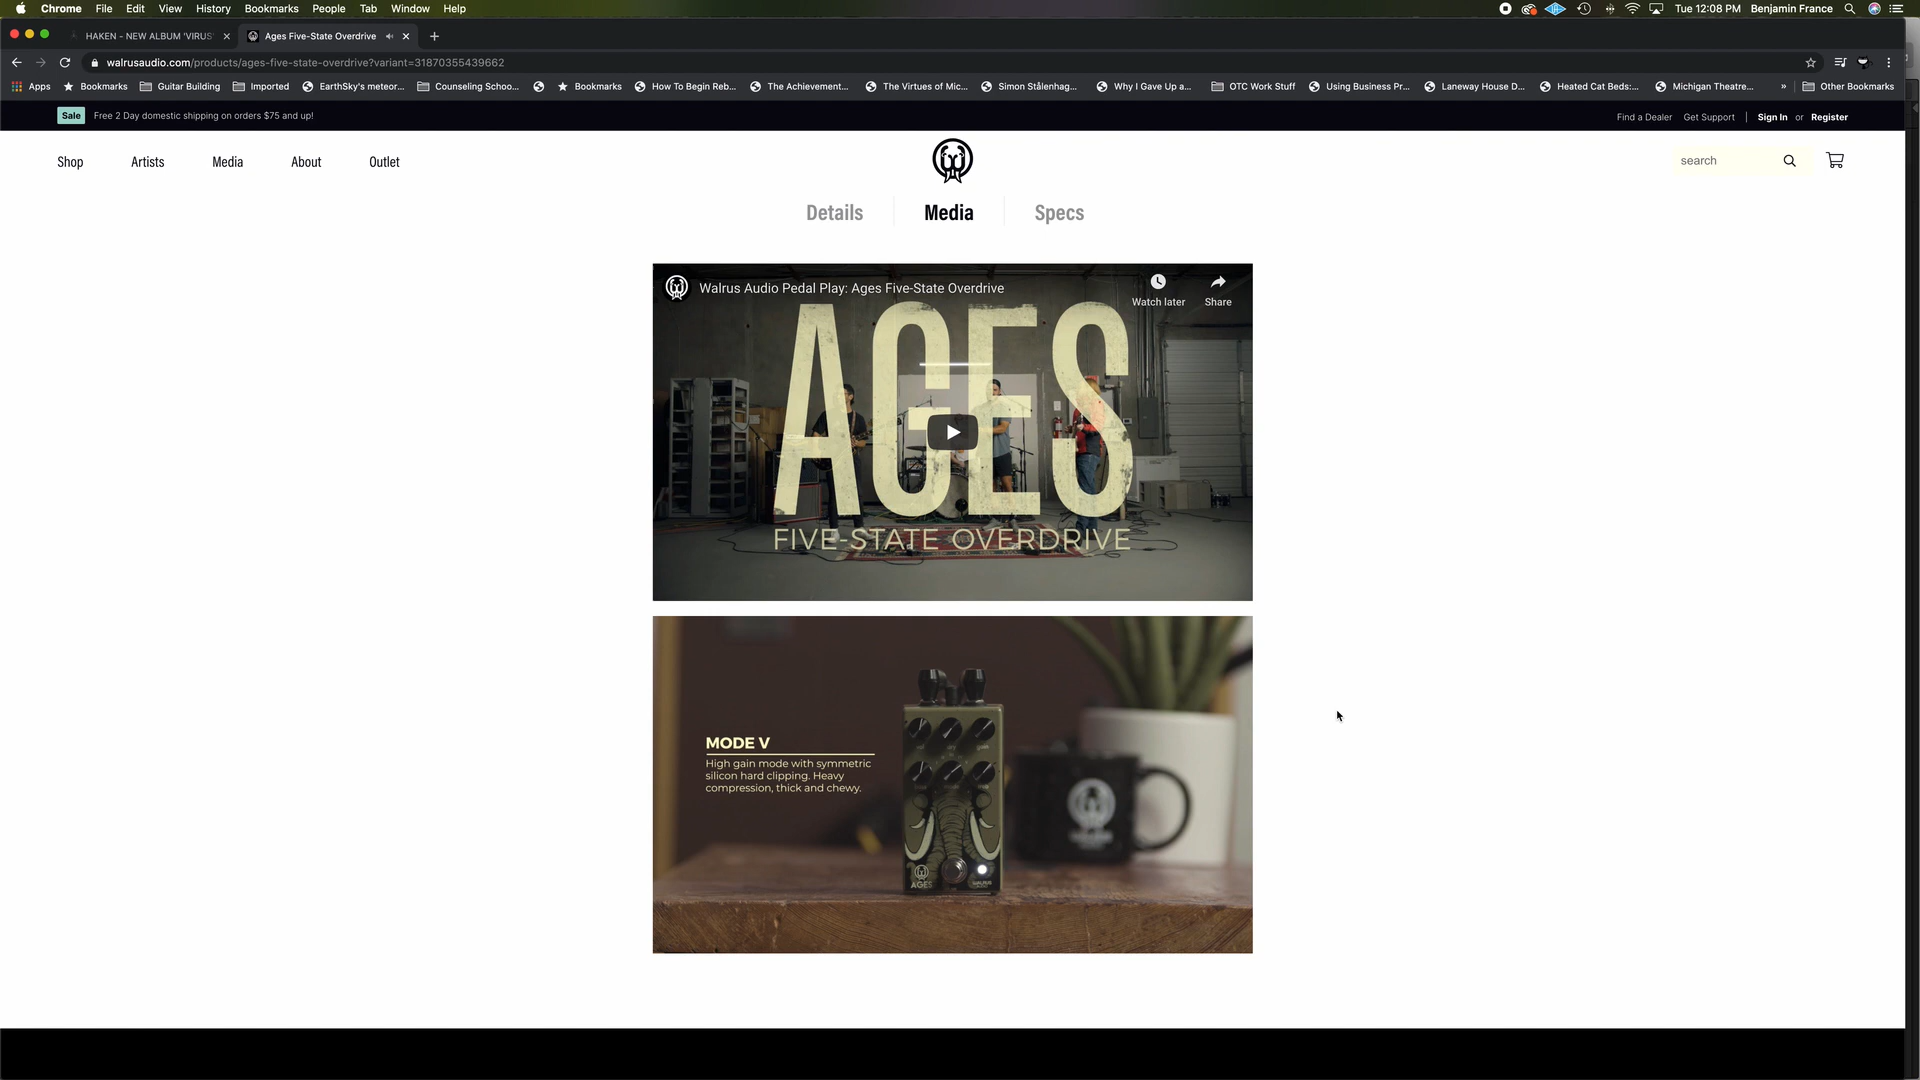 Chrome File Edit View History Bookmarks People Tab Window Help
Tue 12:08 PM Benjamin France
HAKEN - NEW ALBUM 'VIRUS'
Ages Five-State Overdrive
walrusaudio.com/products/ages-five-state-overdrive?variant=31870355439662
Apps Bookmarks Guitar Building Imported EarthSky's meteor... Counseling Schoo... Bookmarks How To Begin Reb... The Achievement... The Virtues of Mic... Simon Stålenhag... Why I Gave Up a... OTC Work Stuff Using Business Pr... Laneway House D... Heated Cat Beds:... Michigan Theatre... » Other Bookmarks
Sale Free 2 Day domestic shipping on orders $75 and up!
Find a Dealer Get Support | Sign In or Register
Shop Artists Media About Outlet
search
Details Media Specs
Walrus Audio Pedal Play: Ages Five-State Overdrive
Watch later Share
AGES
FIVE-STATE OVERDRIVE
MODE V
High gain mode with symmetric
silicon hard clipping. Heavy
compression, thick and chewy.
AGES